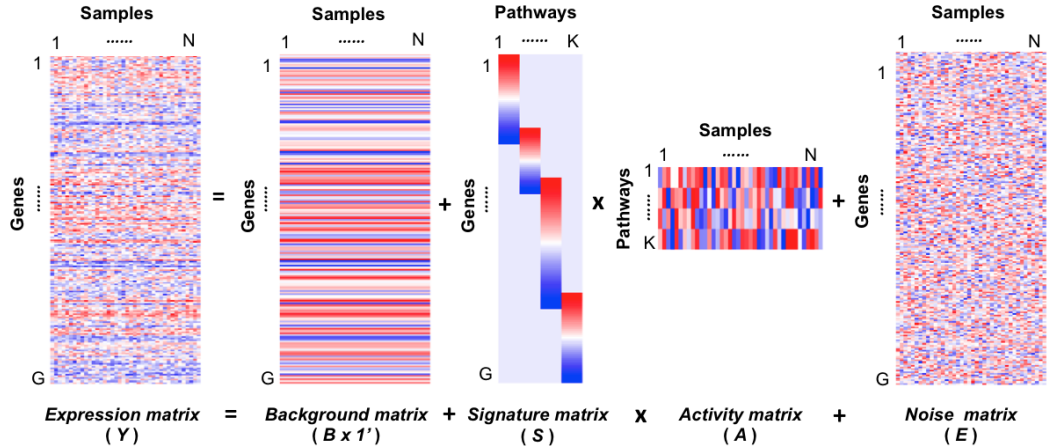 Samples
1 ...... N
Genes
1
......
G
=
Samples
1 ...... N
Genes
1
......
G
+
Pathways
1 ...... K
Genes
1
......
G
x
Samples
1 ...... N
Pathways
1
......
K
+
Samples
1 ...... N
Genes
1
......
G
Expression matrix = Background matrix + Signature matrix x Activity matrix + Noise matrix
( Y ) ( B x 1' ) ( S ) ( A ) ( E )